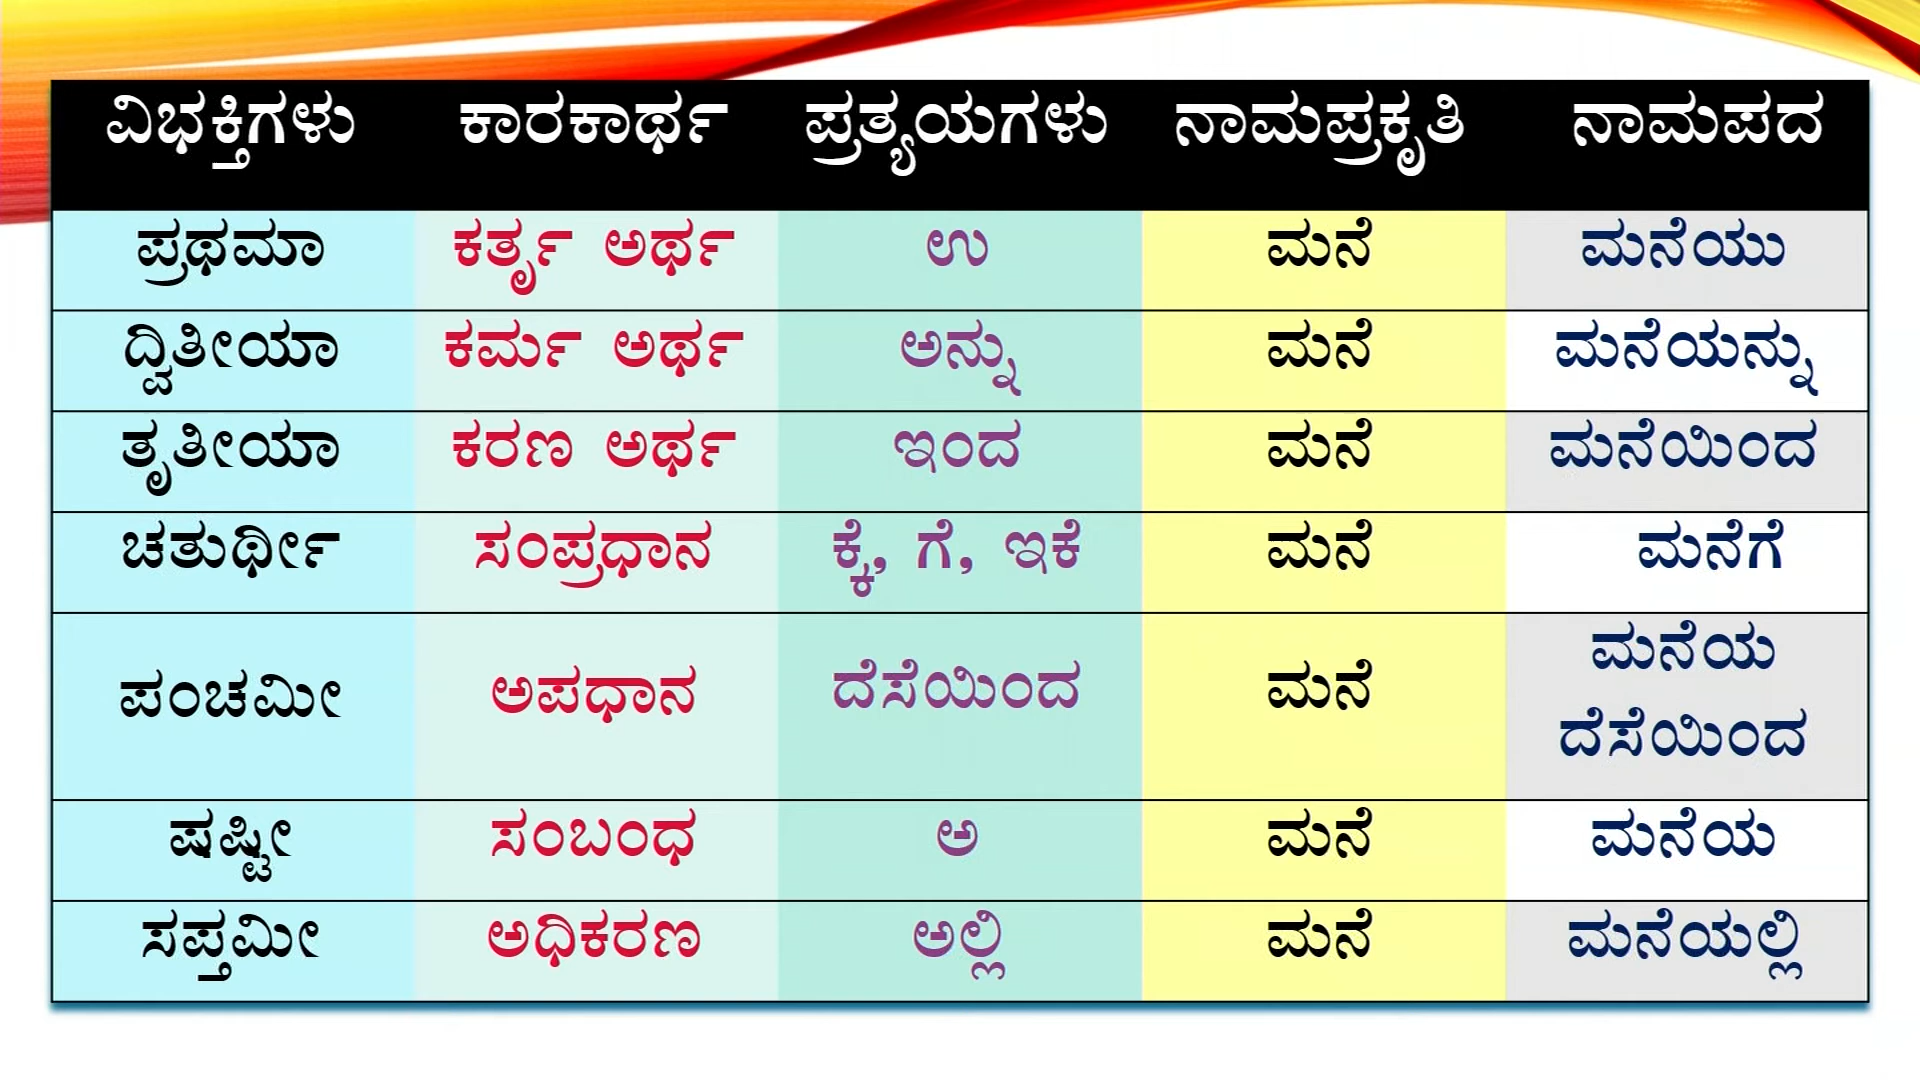 ವಿಭಕ್ತಿಗಳು ಕಾರಕಾರ್ಥ ಪ್ರತ್ಯಯಗಳು ನಾಮಪ್ರಕೃತಿ ನಾಮಪದ
ಪ್ರಥಮಾ ಕರ್ತೃ ಅರ್ಥ ಉ ಮನೆ ಮನೆಯು
ದ್ವಿತೀಯಾ ಕರ್ಮ ಅರ್ಥ ಅನ್ನು ಮನೆ ಮನೆಯನ್ನು
ತೃತೀಯಾ ಕರಣ ಅರ್ಥ ಇಂದ ಮನೆ ಮನೆಯಿಂದ
ಚತುರ್ಥೀ ಸಂಪ್ರಧಾನ ಕ್ಕೆ, ಗೆ, ಇಕೆ ಮನೆ ಮನೆಗೆ
ಪಂಚಮೀ ಅಪಧಾನ ದೆಸೆಯಿಂದ ಮನೆ ಮನೆಯ
ದೆಸೆಯಿಂದ
ಷಷ್ಟೀ ಸಂಬಂಧ ಅ ಮನೆ ಮನೆಯ
ಸಪ್ತಮೀ ಅಧಿಕರಣ ಅಲ್ಲಿ ಮನೆ ಮನೆಯಲ್ಲಿ